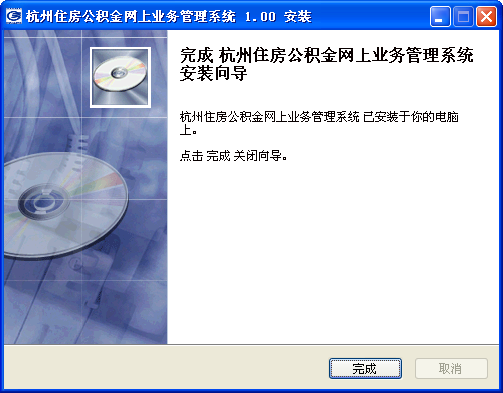 杭州住房公积金网上业务管理系统 1.00 安装
完成 杭州住房公积金网上业务管理系统
安装向导
杭州住房公积金网上业务管理系统 已安装于你的电脑
上。
点击 完成 关闭向导。
完成
取消